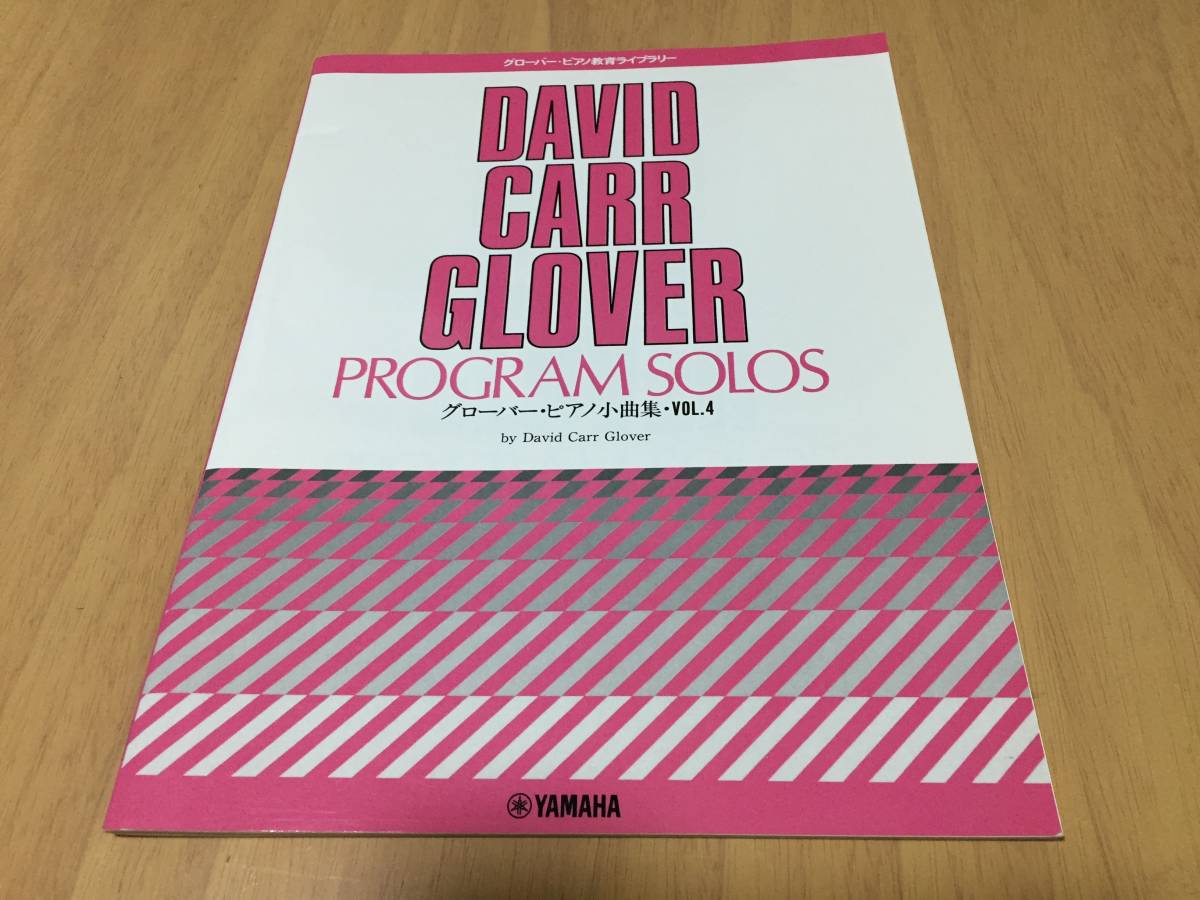 グローバー・ピアノ教育ライブラリー
DAVID
CARR
GLOVER
PROGRAM SOLOS
グローバー・ピアノ小曲集・VOL.4
by David Carr Glover
YAMAHA